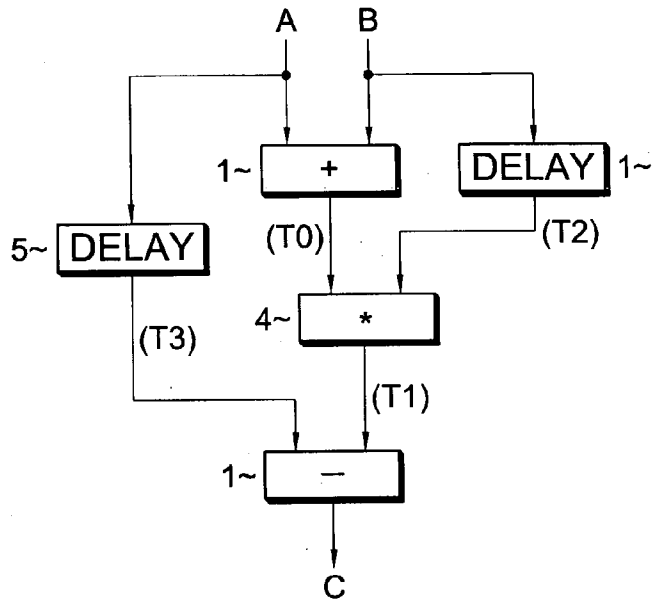 A B
1~ + DELAY 1~
5~ DELAY (T0) (T2)
4~ *
(T3)
(T1)
1~ —
C